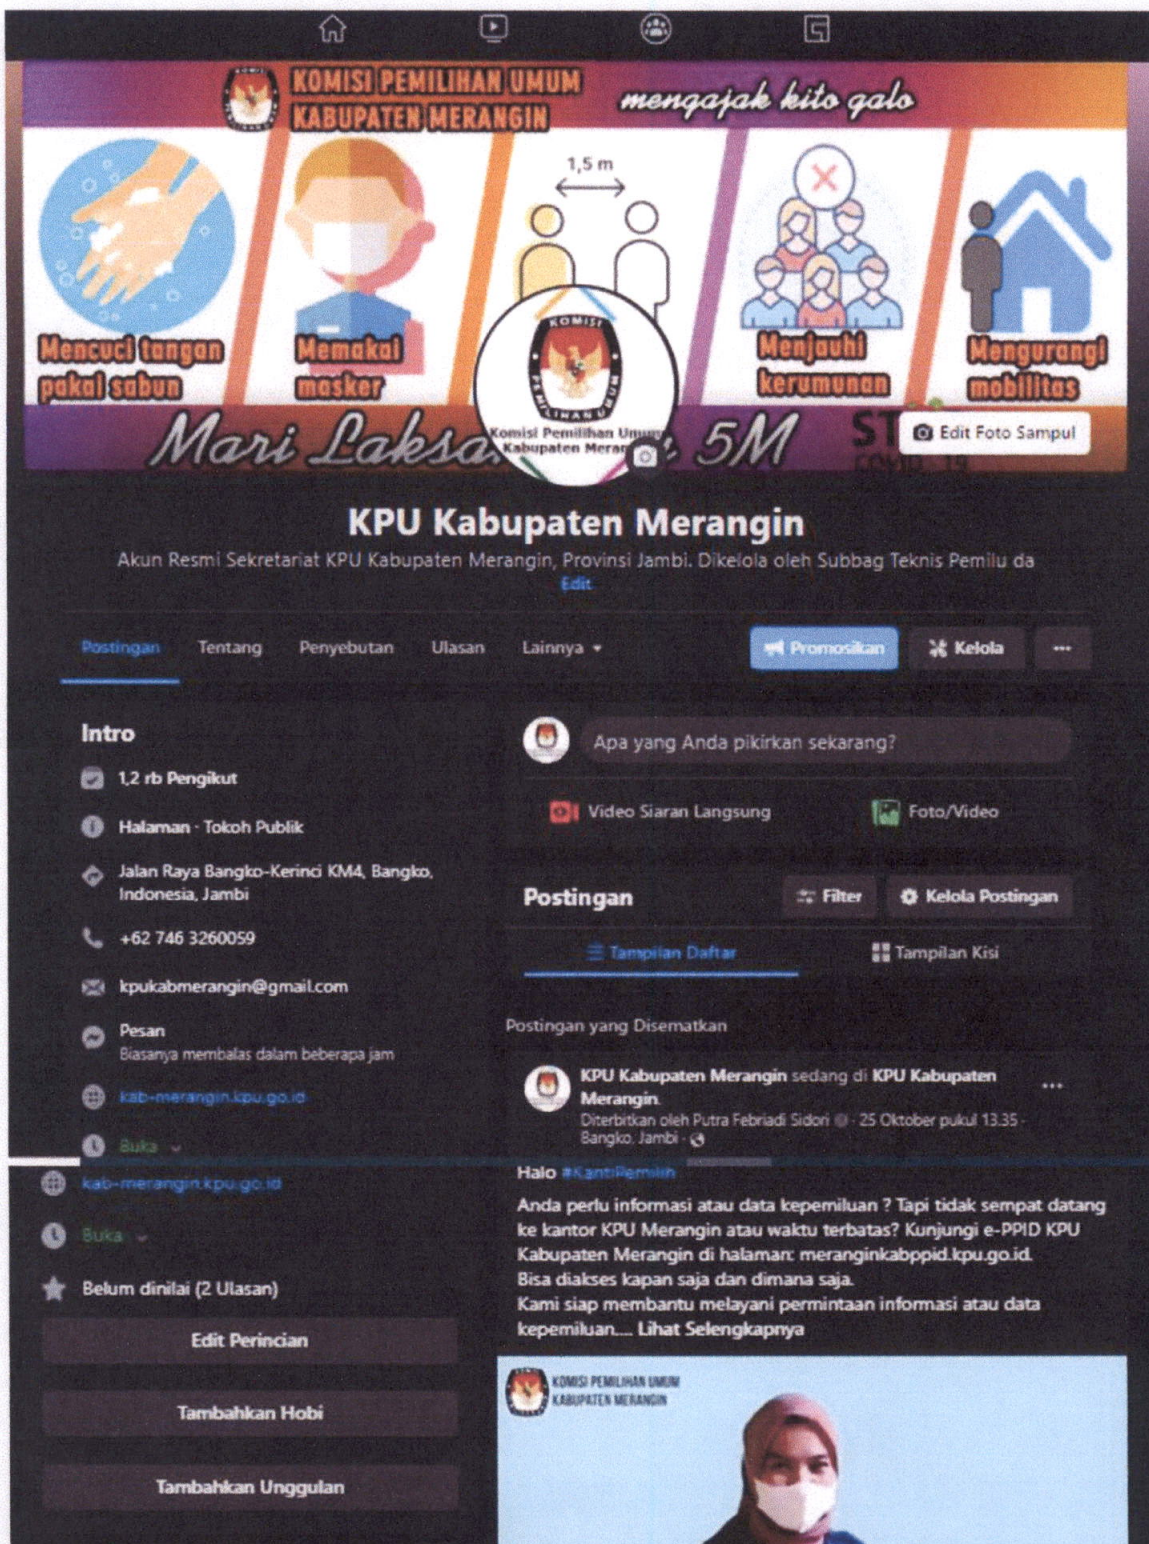 KOMISI PEMILIHAN UMUM
KABUPATEN MERANGIN
mengajak kito galo
1,5 m
Mencuci tangan
pakai sabun
Memakai
masker
Menjauhi
kerumunan
Mengurangi
mobilitas
KOMISI
PEMILIHAN UMUM
Komisi Pemilihan Umum
Kabupaten
Mari
5M
Edit Foto Sampul
KPU Kabupaten Merangin
Akun Resmi Sekretariat KPU Kabupaten Merangin, Provinsi Jambi. Dikelola oleh Subbag Teknis Pemilu da
Edit
Postingan
Tentang
Penyebutan
Ulasan
Lainnya
Promosikan
Kelola
Intro
1,2 rb Pengikut
Halaman · Tokoh Publik
Jalan Raya Bangko-Kerinci KM4, Bangko,
Indonesia, Jambi
+62 746 3260059
kpukabmerangin@gmail.com
Pesan
Biasanya membalas dalam beberapa jam
kab-merangin.kpu.go.id
Buka
kab-merangin.kpu.go.id
Buka
Belum dinilai (2 Ulasan)
Edit Perincian
Tambahkan Hobi
Tambahkan Unggulan
Apa yang Anda pikirkan sekarang?
Video Siaran Langsung
Foto/Video
Postingan
Filter
Kelola Postingan
Tampilan Daftar
Tampilan Kisi
Postingan yang Disematkan
KPU Kabupaten Merangin sedang di KPU Kabupaten
Merangin.
Diterbitkan oleh Putra Febriadi Sidori · 25 Oktober pukul 13.35 ·
Bangko, Jambi ·
Halo #KantiPemilih
Anda perlu informasi atau data kepemiluan ? Tapi tidak sempat datang
ke kantor KPU Merangin atau waktu terbatas? Kunjungi e-PPID KPU
Kabupaten Merangin di halaman: meranginkabppid.kpu.go.id.
Bisa diakses kapan saja dan dimana saja.
Kami siap membantu melayani permintaan informasi atau data
kepemiluan.... Lihat Selengkapnya
KOMISI PEMILIHAN UMUM
KABUPATEN MERANGIN